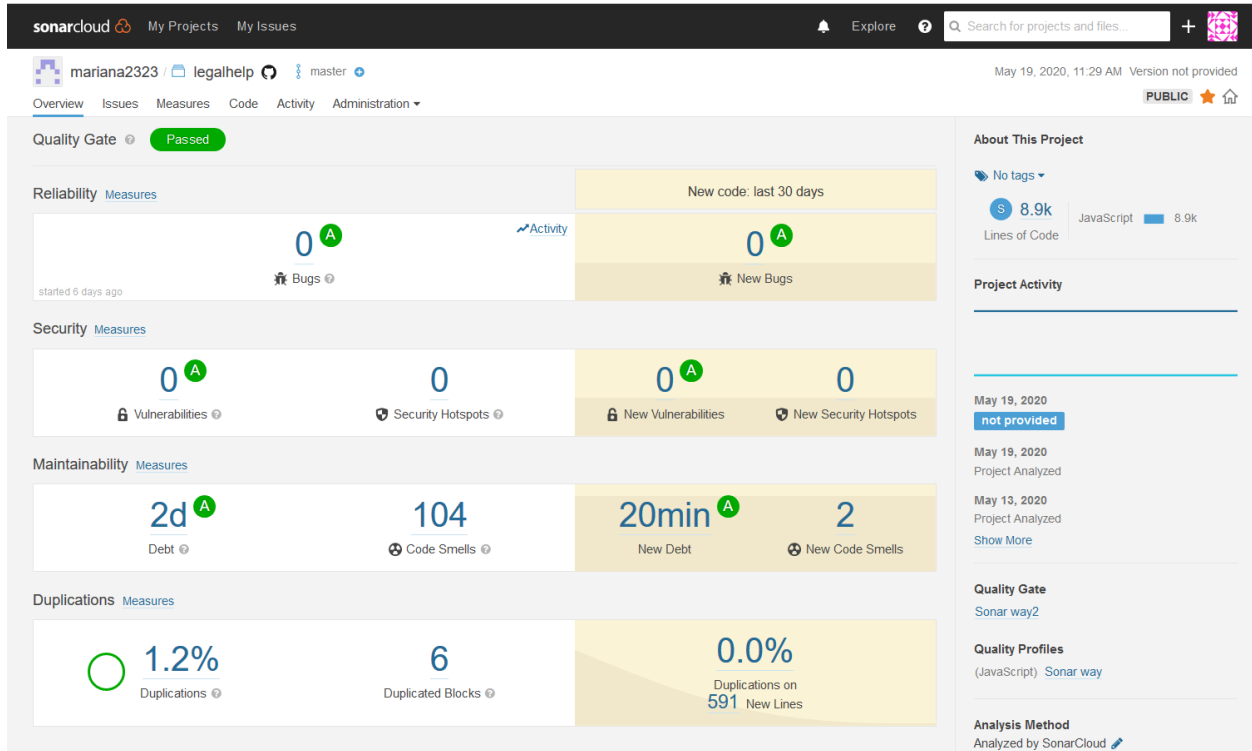 sonarcloud My Projects My Issues Explore Search for projects and files...
mariana2323 / legalhelp master May 19, 2020, 11:29 AM Version not provided
PUBLIC
Overview Issues Measures Code Activity Administration
Quality Gate Passed
Reliability Measures
New code: last 30 days
0 A
Bugs
Activity
started 6 days ago
0 A
New Bugs
Security Measures
0 A
Vulnerabilities
0
Security Hotspots
0 A
New Vulnerabilities
0
New Security Hotspots
Maintainability Measures
2d A
Debt
104
Code Smells
20min A
New Debt
2
New Code Smells
Duplications Measures
1.2%
Duplications
6
Duplicated Blocks
0.0%
Duplications on
591 New Lines
About This Project
No tags
S 8.9k
Lines of Code
JavaScript 8.9k
Project Activity
May 19, 2020
not provided
May 19, 2020
Project Analyzed
May 13, 2020
Project Analyzed
Show More
Quality Gate
Sonar way2
Quality Profiles
(JavaScript) Sonar way
Analysis Method
Analyzed by SonarCloud